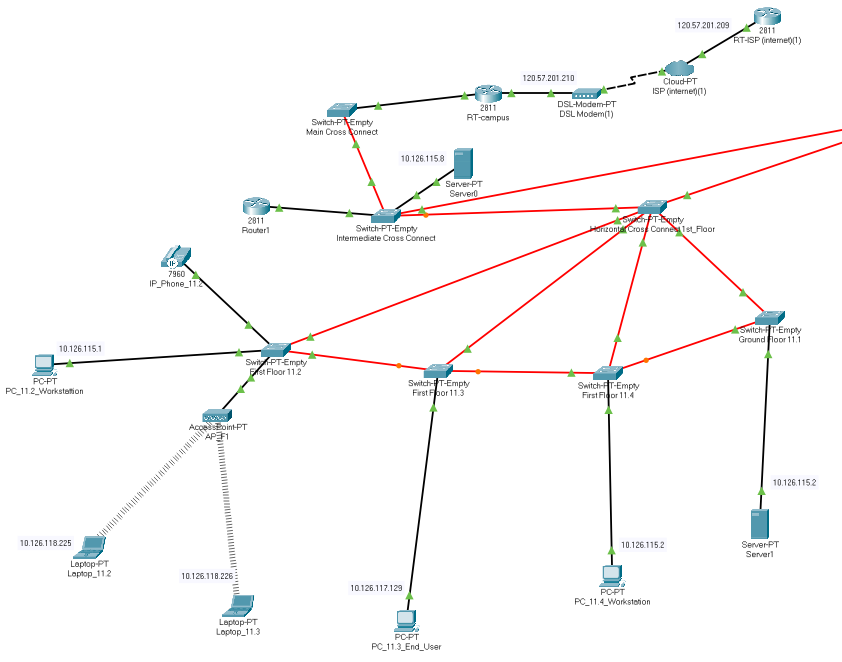 120.57.201.209
2811
RT-ISP (internet)(1)
Cloud-PT
ISP (internet)(1)
120.57.201.210
DSL-Modem-PT
DSL Modem(1)
2811
RT-campus
Switch-PT-Empty
Main Cross Connect
10.126.115.8
Server-PT
Server0
2811
Router1
Switch-PT-Empty
Intermediate Cross Connect
Switch-PT-Empty
Horizontal Cross Connect 1st_Floor
7960
IP_Phone_11.2
Switch-PT-Empty
Ground Floor 11.1
10.126.115.1
PC-PT
PC_11.2_Workstattion
Switch-PT-Empty
First Floor 11.2
Switch-PT-Empty
First Floor 11.3
Switch-PT-Empty
First Floor 11.4
AccessPoint-PT
AP_F1
10.126.115.2
Server-PT
Server1
10.126.118.225
Laptop-PT
Laptop_11.2
10.126.118.226
Laptop-PT
Laptop_11.3
10.126.117.129
PC-PT
PC_11.3_End_User
10.126.115.2
PC-PT
PC_11.4_Workstation